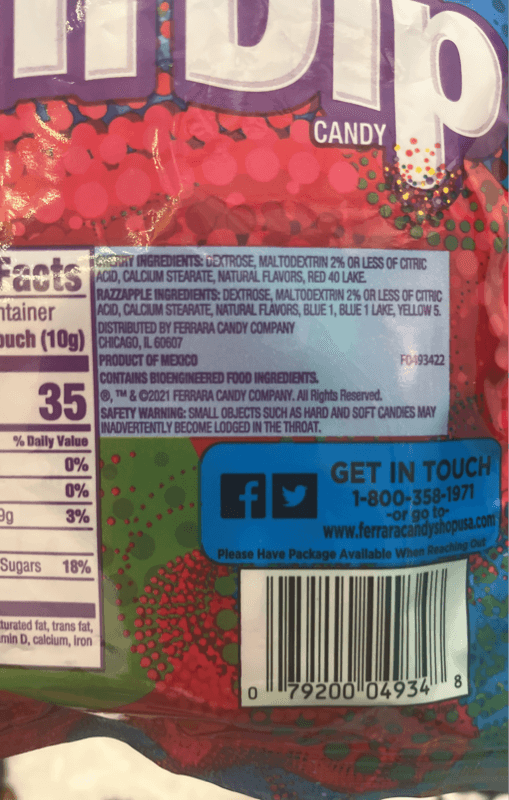 Dip
CANDY
INGREDIENTS: DEXTROSE, MALTODEXTRIN 2% OR LESS OF CITRIC
ACID, CALCIUM STEARATE, NATURAL FLAVORS, RED 40 LAKE.
RAZZAPPLE INGREDIENTS: DEXTROSE, MALTODEXTRIN 2% OR LESS OF CITRIC
ACID, CALCIUM STEARATE, NATURAL FLAVORS, BLUE 1, BLUE 1 LAKE, YELLOW 5.
DISTRIBUTED BY FERRARA CANDY COMPANY
CHICAGO, IL 60607
PRODUCT OF MEXICO
F0493422
CONTAINS BIOENGINEERED FOOD INGREDIENTS.
®, ™ & ©2021 FERRARA CANDY COMPANY. All Rights Reserved.
SAFETY WARNING: SMALL OBJECTS SUCH AS HARD AND SOFT CANDIES MAY
INADVERTENTLY BECOME LODGED IN THE THROAT.
Facts
ntainer
ouch (10g)
35
% Daily Value
0%
0%
9g 3%
Sugars 18%
turated fat, trans fat,
min D, calcium, iron
GET IN TOUCH
1-800-358-1971
-or go to-
www.ferraracandyshopusa.com
Please Have Package Available When Reaching Out
0 79200 04934 8